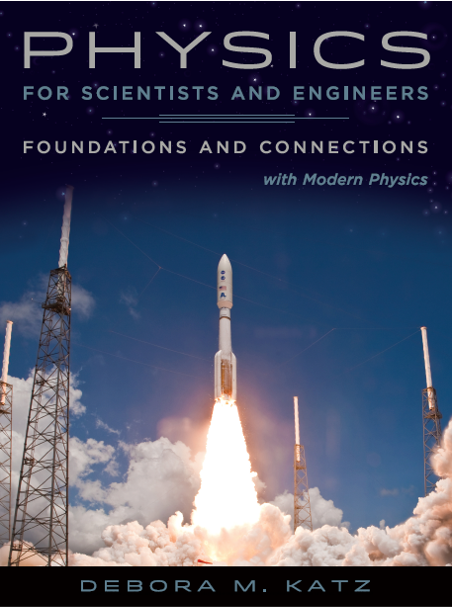 PHYSICS
FOR SCIENTISTS AND ENGINEERS
FOUNDATIONS AND CONNECTIONS
with Modern Physics
DEBORA M. KATZ